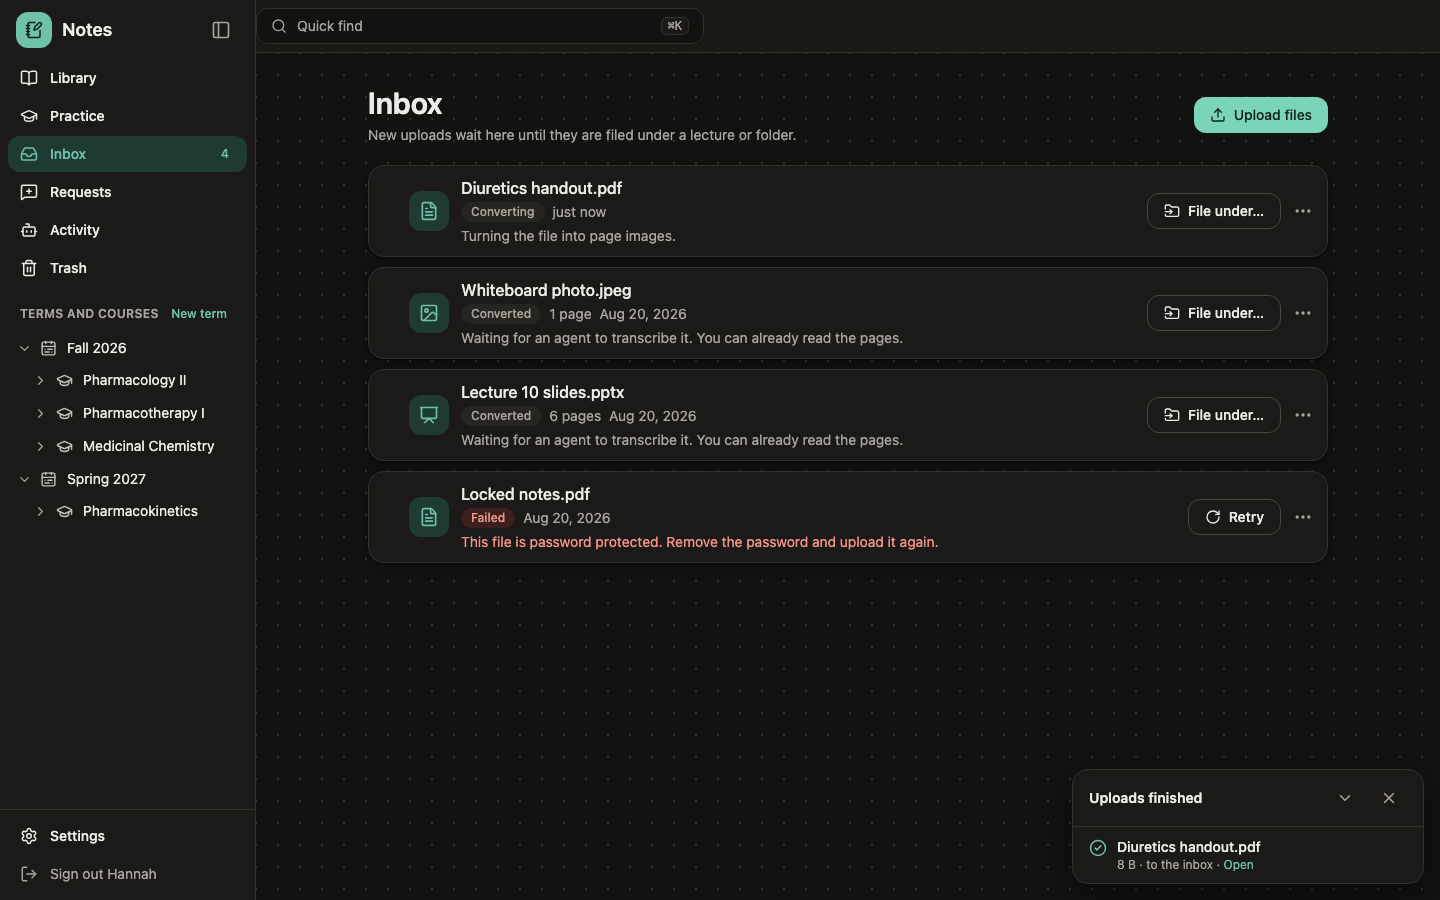 Notes
Quick find
⌘K
Library
Practice
Inbox 4
Requests
Activity
Trash
TERMS AND COURSES New term
Fall 2026
Pharmacology II
Pharmacotherapy I
Medicinal Chemistry
Spring 2027
Pharmacokinetics
Settings
Sign out Hannah
Inbox
New uploads wait here until they are filed under a lecture or folder.
Upload files
Diuretics handout.pdf
Converting just now
Turning the file into page images.
File under...
Whiteboard photo.jpeg
Converted 1 page Aug 20, 2026
Waiting for an agent to transcribe it. You can already read the pages.
File under...
Lecture 10 slides.pptx
Converted 6 pages Aug 20, 2026
Waiting for an agent to transcribe it. You can already read the pages.
File under...
Locked notes.pdf
Failed Aug 20, 2026
This file is password protected. Remove the password and upload it again.
Retry
Uploads finished
Diuretics handout.pdf
8 B · to the inbox · Open